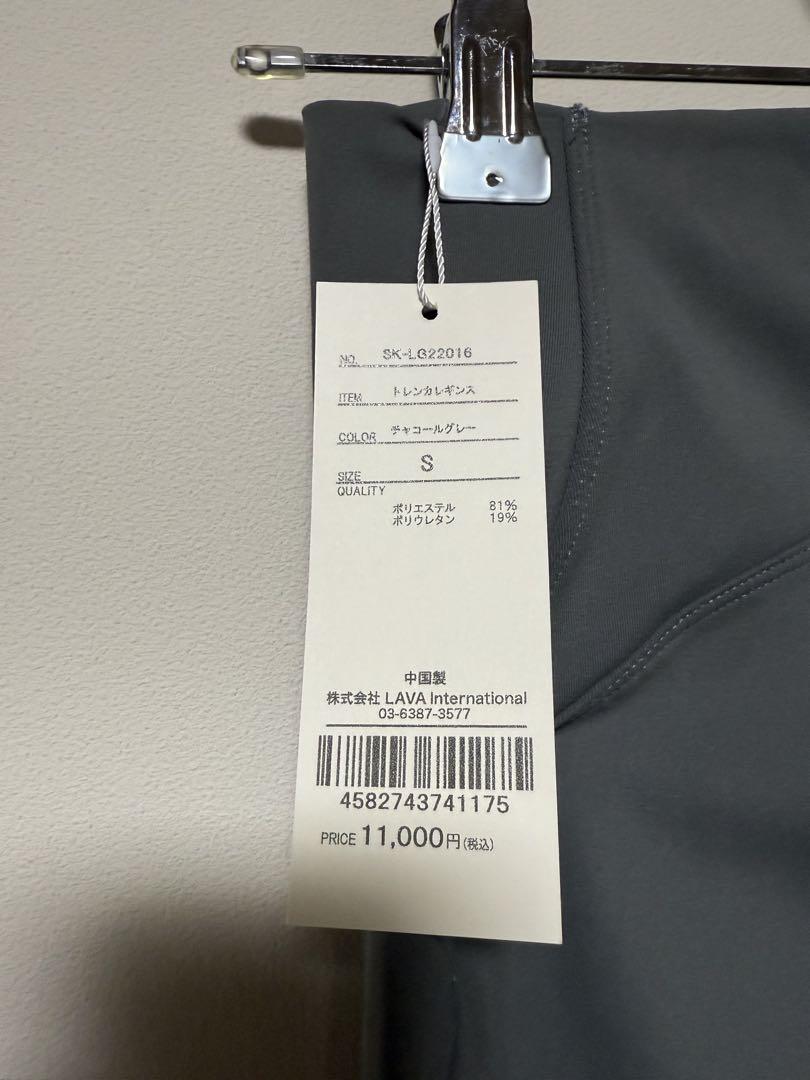 NO. SK-LG22016
ITEM トレンカレギンス
COLOR チャコールグレー
SIZE S
QUALITY
ポリエステル 81%
ポリウレタン 19%
中国製
株式会社 LAVA International
03-6387-3577
4582743741175
PRICE 11,000円(税込)